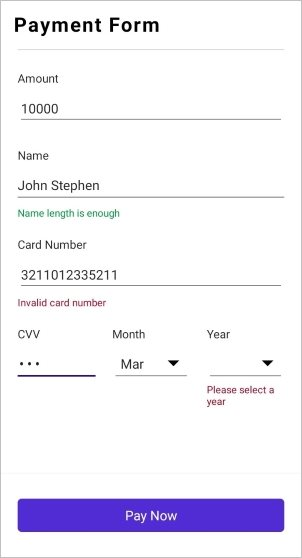 Payment Form
Amount
10000
Name
John Stephen
Name length is enough
Card Number
3211012335211
Invalid card number
CVV Month Year
••• Mar
Please select a
year
Pay Now